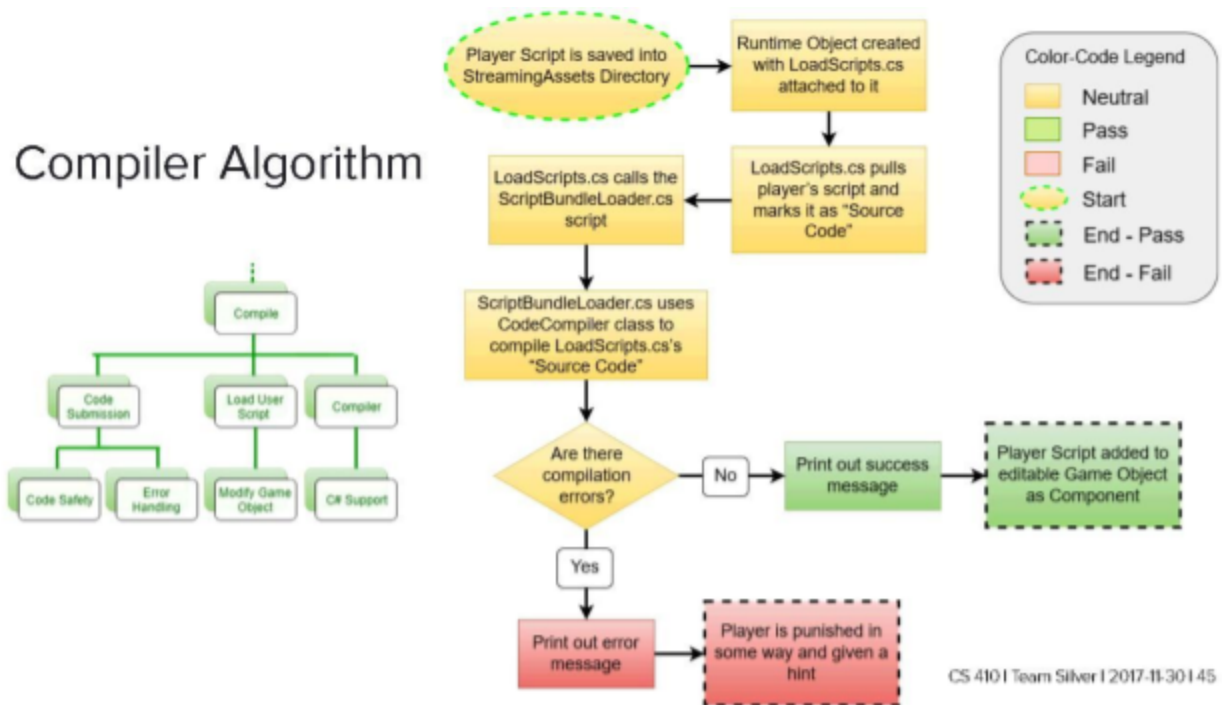 Compiler Algorithm
Compile
Code
Submission
Load User
Script
Compiler
Code Safety
Error
Handling
Modify Game
Object
C# Support
Player Script is saved into
StreamingAssets Directory
Runtime Object created
with LoadScripts.cs
attached to it
LoadScripts.cs pulls
player's script and
marks it as "Source
Code"
LoadScripts.cs calls the
ScriptBundleLoader.cs
script
ScriptBundleLoader.cs uses
CodeCompiler class to
compile LoadScripts.cs's
"Source Code"
Are there
compilation
errors?
No
Print out success
message
Player Script added to
editable Game Object
as Component
Yes
Print out error
message
Player is punished in
some way and given a
hint
Color-Code Legend
Neutral
Pass
Fail
Start
End - Pass
End - Fail
CS 410 I Team Silver I 2017-11-30 I 45